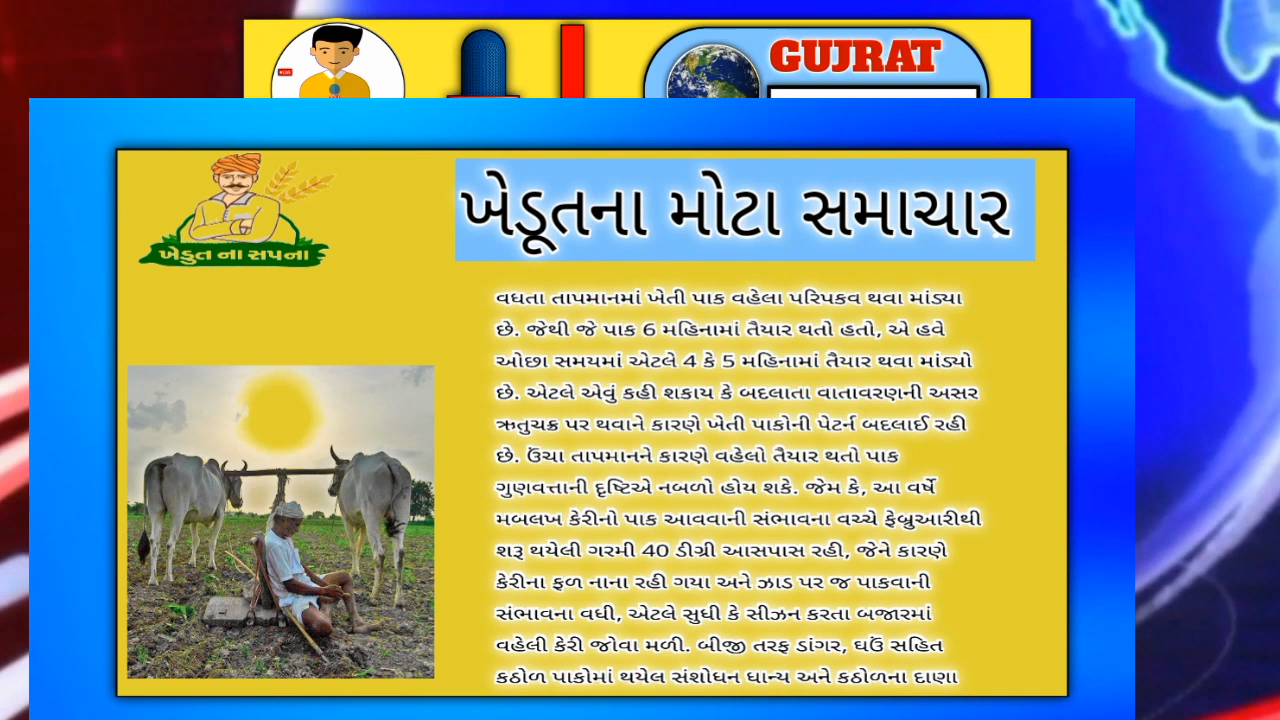 GUJRAT
ખેડૂતના મોટા સમાચાર
ખેડુત ના સપના
વધતા તાપમાનમાં ખેતી પાક વહેલા પરિપકવ થવા માંડ્યા
છે. જેથી જે પાક 6 મહિનામાં તૈયાર થતો હતો, એ હવે
ઓછા સમયમાં એટલે 4 કે 5 મહિનામાં તૈયાર થવા માંડ્યો
છે. એટલે એવું કહી શકાય કે બદલાતા વાતાવરણની અસર
ઋતુચક્ર પર થવાને કારણે ખેતી પાકોની પેટર્ન બદલાઈ રહી
છે. ઉંચા તાપમાનને કારણે વહેલો તૈયાર થતો પાક
ગુણવત્તાની દૃષ્ટિએ નબળો હોય શકે. જેમ કે, આ વર્ષે
મબલખ કેરીનો પાક આવવાની સંભાવના વચ્ચે ફેબ્રુઆરીથી
શરૂ થયેલી ગરમી 40 ડીગ્રી આસપાસ રહી, જેને કારણે
કેરીના ફળ નાના રહી ગયા અને ઝાડ પર જ પાકવાની
સંભાવના વધી, એટલે સુધી કે સીઝન કરતા બજારમાં
વહેલી કેરી જોવા મળી. બીજી તરફ ડાંગર, ઘઉં સહિત
કઠોળ પાકોમાં થયેલ સંશોધન ધાન્ય અને કઠોળના દાણા